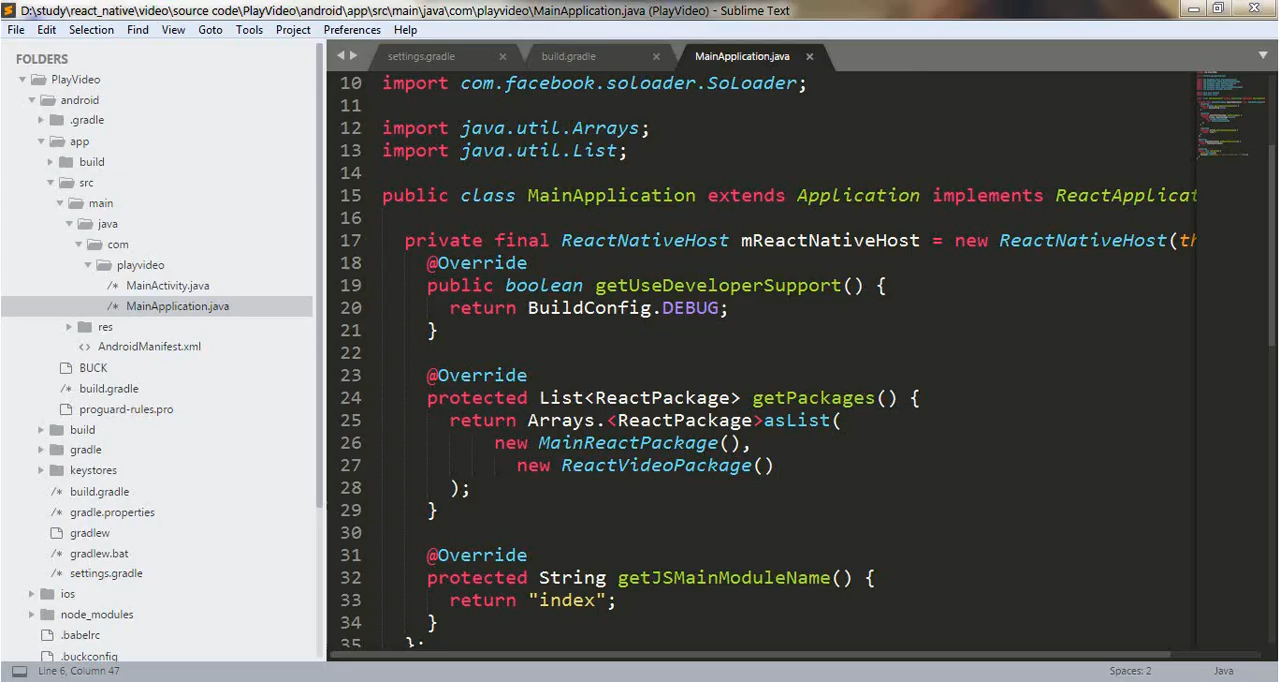 D:\study\react_native\video\source code\PlayVideo\android\app\src\main\java\com\playvideo\MainApplication.java (PlayVideo) - Sublime Text
File Edit Selection Find View Goto Tools Project Preferences Help
FOLDERS
PlayVideo
android
.gradle
app
build
src
main
java
com
playvideo
/* MainActivity.java
/* MainApplication.java
res
<> AndroidManifest.xml
BUCK
build.gradle
proguard-rules.pro
build
gradle
keystores
/* build.gradle
/* gradle.properties
gradlew
/* gradlew.bat
/* settings.gradle
ios
node_modules
.babelrc
.buckconfig
settings.gradle × build.gradle × MainApplication.java ×
10 import com.facebook.soloader.SoLoader;
11
12 import java.util.Arrays;
13 import java.util.List;
14
15 public class MainApplication extends Application implements ReactApplicat
16
17 private final ReactNativeHost mReactNativeHost = new ReactNativeHost(th
18 @Override
19 public boolean getUseDeveloperSupport() {
20 return BuildConfig.DEBUG;
21 }
22
23 @Override
24 protected List<ReactPackage> getPackages() {
25 return Arrays.<ReactPackage>asList(
26 new MainReactPackage(),
27 new ReactVideoPackage()
28 );
29 }
30
31 @Override
32 protected String getJSMainModuleName() {
33 return "index";
34 }
35 };
Line 6, Column 47 Spaces: 2 Java